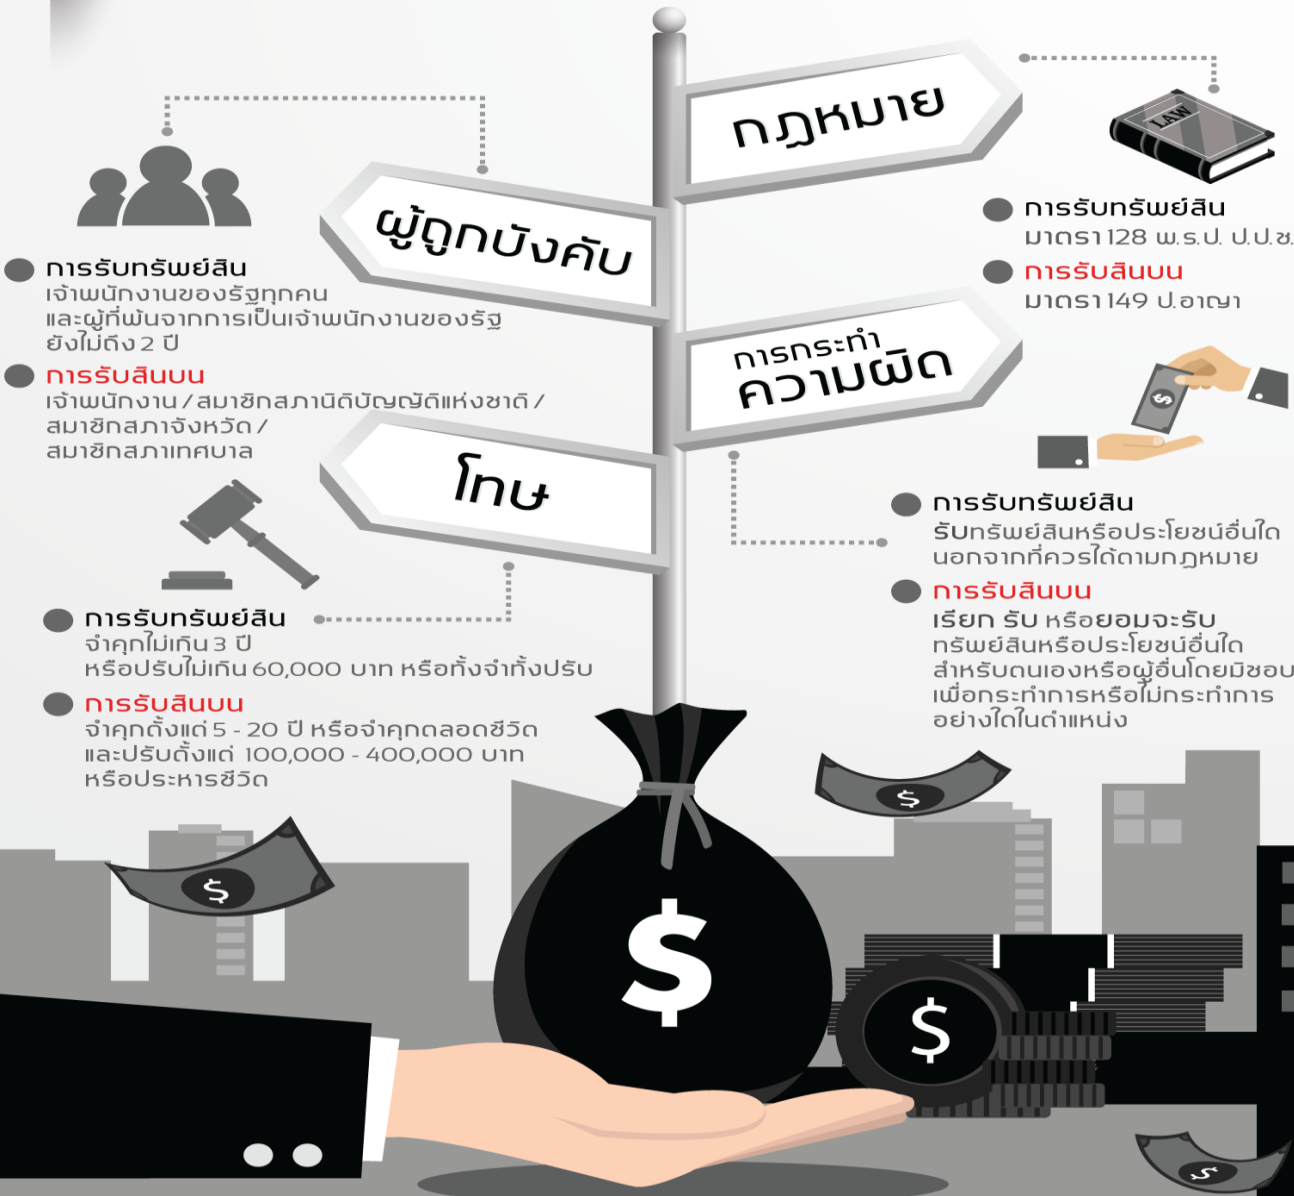 กฎหมาย
LAW
การรับทรัพย์สิน
มาตรา 128 พ.ร.ป. ป.ป.ช.
การรับสินบน
มาตรา 149 ป.อาญา
ผู้ถูกบังคับ
การรับทรัพย์สิน
เจ้าพนักงานของรัฐทุกคน
และผู้ที่พ้นจากการเป็นเจ้าพนักงานของรัฐ
ยังไม่ถึง 2 ปี
การรับสินบน
เจ้าพนักงาน / สมาชิกสภานิติบัญญัติแห่งชาติ /
สมาชิกสภาจังหวัด /
สมาชิกสภาเทศบาล
การกระทำ
ความผิด
$
การรับทรัพย์สิน
รับทรัพย์สินหรือประโยชน์อื่นใด
นอกจากที่ควรได้ตามกฎหมาย
การรับสินบน
เรียก รับ หรือยอมจะรับ
ทรัพย์สินหรือประโยชน์อื่นใด
สำหรับตนเองหรือผู้อื่นโดยมิชอบ
เพื่อกระทำการหรือไม่กระทำการ
อย่างใดในตำแหน่ง
โทษ
การรับทรัพย์สิน
จำคุกไม่เกิน 3 ปี
หรือปรับไม่เกิน 60,000 บาท หรือทั้งจำทั้งปรับ
การรับสินบน
จำคุกตั้งแต่ 5 - 20 ปี หรือจำคุกตลอดชีวิต
และปรับตั้งแต่ 100,000 - 400,000 บาท
หรือประหารชีวิต
$
$
$
$
$